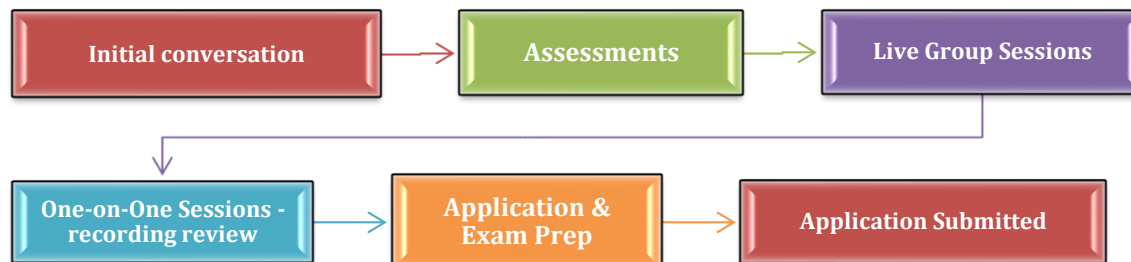 Initial conversation
Assessments
Live Group Sessions
One-on-One Sessions -
recording review
Application &
Exam Prep
Application Submitted